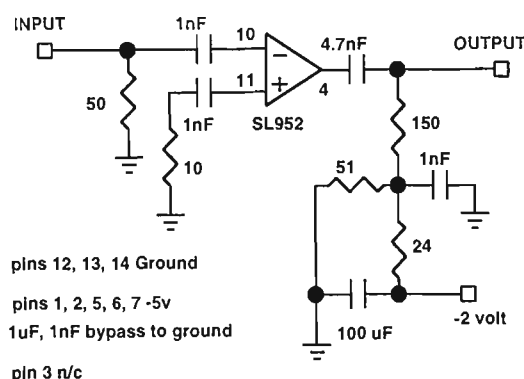 INPUT
1nF
10
4.7nF
OUTPUT
50
11
4
1nF
SL952
150
10
51
1nF
24
pins 12, 13, 14 Ground
pins 1, 2, 5, 6, 7 -5v
-2 volt
1uF, 1nF bypass to ground
100 uF
pin 3 n/c